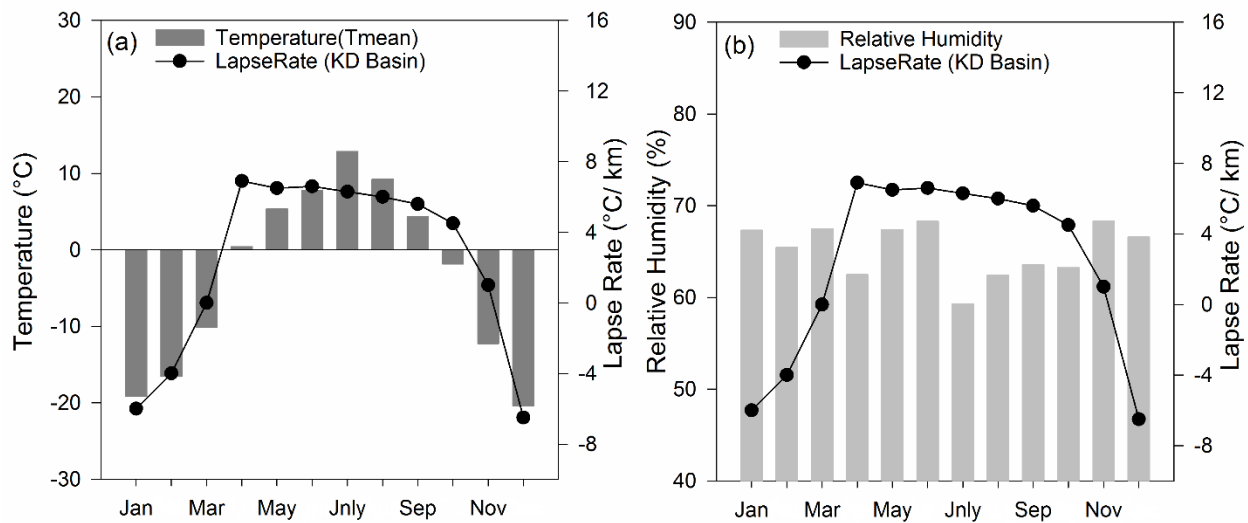 (a)
Temperature(Tmean)
LapseRate (KD Basin)
Temperature (°C)
30
20
10
0
-10
-20
-30
Lapse Rate (°C/ km)
16
12
8
4
0
-4
-8
Jan Mar May Jnly Sep Nov
(b)
Relative Humidity
LapseRate (KD Basin)
Relative Humidity (%)
90
80
70
60
50
40
Lapse Rate (°C/ km)
16
12
8
4
0
-4
-8
Jan Mar May Jnly Sep Nov